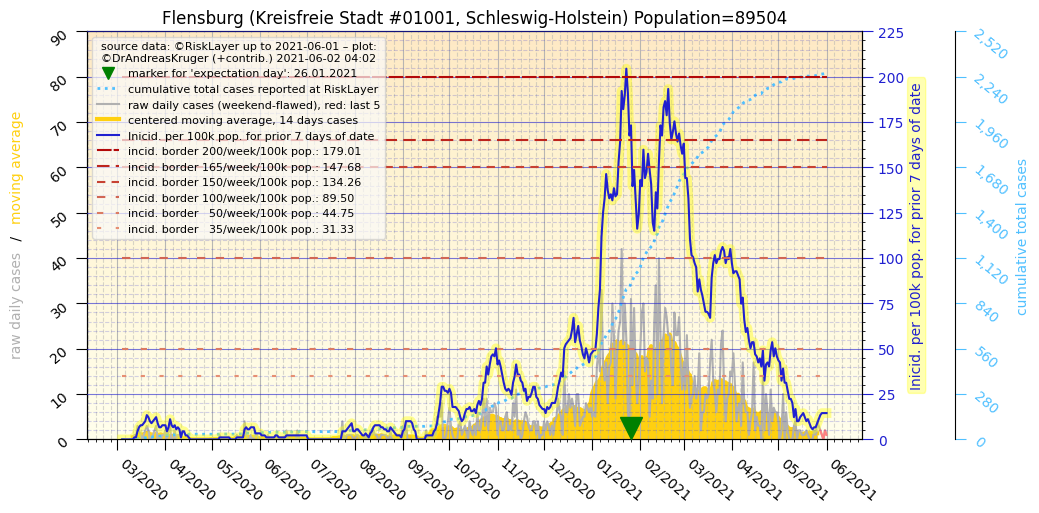 Flensburg (Kreisfreie Stadt #01001, Schleswig-Holstein) Population=89504
source data: ©RiskLayer up to 2021-06-01 – plot:
©DrAndreasKruger (+contrib.) 2021-06-02 04:02
marker for 'expectation day': 26.01.2021
cumulative total cases reported at RiskLayer
raw daily cases (weekend-flawed), red: last 5
centered moving average, 14 days cases
Inicid. per 100k pop. for prior 7 days of date
incid. border 200/week/100k pop.: 179.01
incid. border 165/week/100k pop.: 147.68
incid. border 150/week/100k pop.: 134.26
incid. border 100/week/100k pop.: 89.50
incid. border   50/week/100k pop.: 44.75
incid. border   35/week/100k pop.: 31.33
raw daily cases / moving average
90
80
70
60
50
40
30
20
10
0
225
200
175
150
125
100
75
50
25
0
Inicid. per 100k pop. for prior 7 days of date
2,520
2,240
1,960
1,680
1,400
1,120
840
560
280
0
cumulative total cases
03/2020
04/2020
05/2020
06/2020
07/2020
08/2020
09/2020
10/2020
11/2020
12/2020
01/2021
02/2021
03/2021
04/2021
05/2021
06/2021